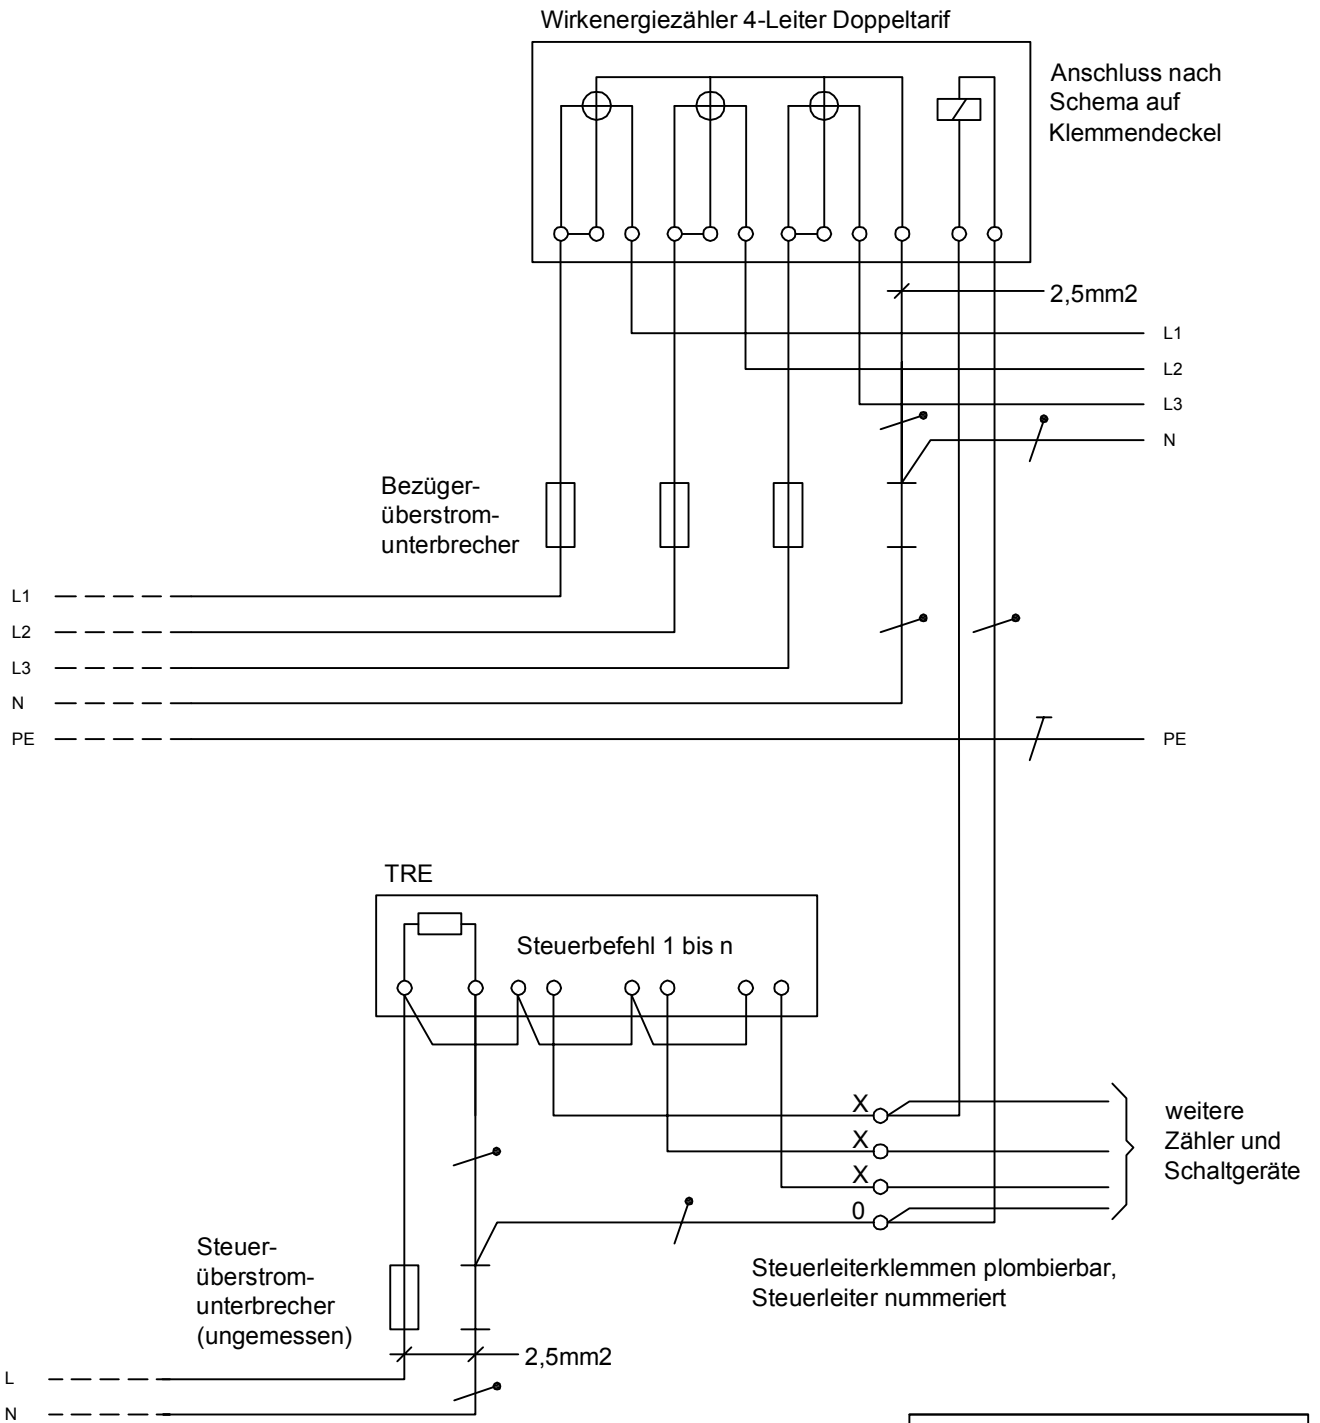 Wirkenergiezähler 4-Leiter Doppeltarif
Anschluss nach
Schema auf
Klemmendeckel
2,5mm2
L1
L2
L3
N
Bezüger-
überstrom-
unterbrecher
L1
L2
L3
N
PE
PE
TRE
Steuerbefehl 1 bis n
X
X
X
0
weitere
Zähler und
Schaltgeräte
Steuer-
überstrom-
unterbrecher
(ungemessen)
Steuerleiterklemmen plombierbar,
Steuerleiter nummeriert
2,5mm2
L
N